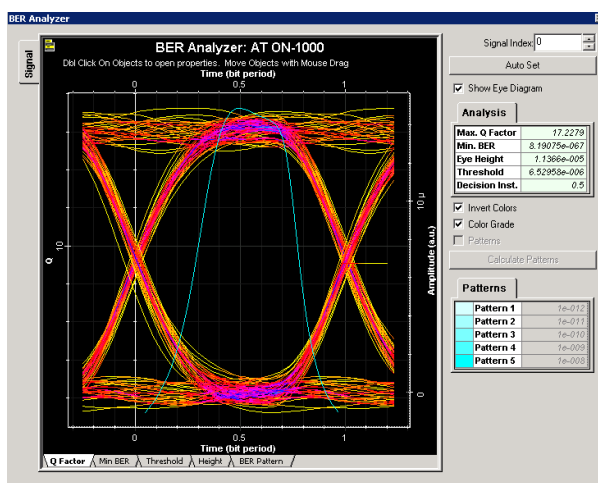 BER Analyzer
Signal
BER Analyzer: AT ON-1000
Dbl Click On Objects to open properties. Move Objects with Mouse Drag
Time (bit period)
0 0.5 1
Q
10
10 µ
0
Amplitude (a.u.)
0 0.5 1
Time (bit period)
Q Factor Min BER Threshold Height BER Pattern
Signal Index: 0
Auto Set
Show Eye Diagram
Analysis
Max. Q Factor 17.2279
Min. BER 8.19075e-067
Eye Height 1.1366e-005
Threshold 6.52958e-006
Decision Inst. 0.5
Invert Colors
Color Grade
Patterns
Calculate Patterns
Patterns
Pattern 1 1e-012
Pattern 2 1e-011
Pattern 3 1e-010
Pattern 4 1e-009
Pattern 5 1e-008